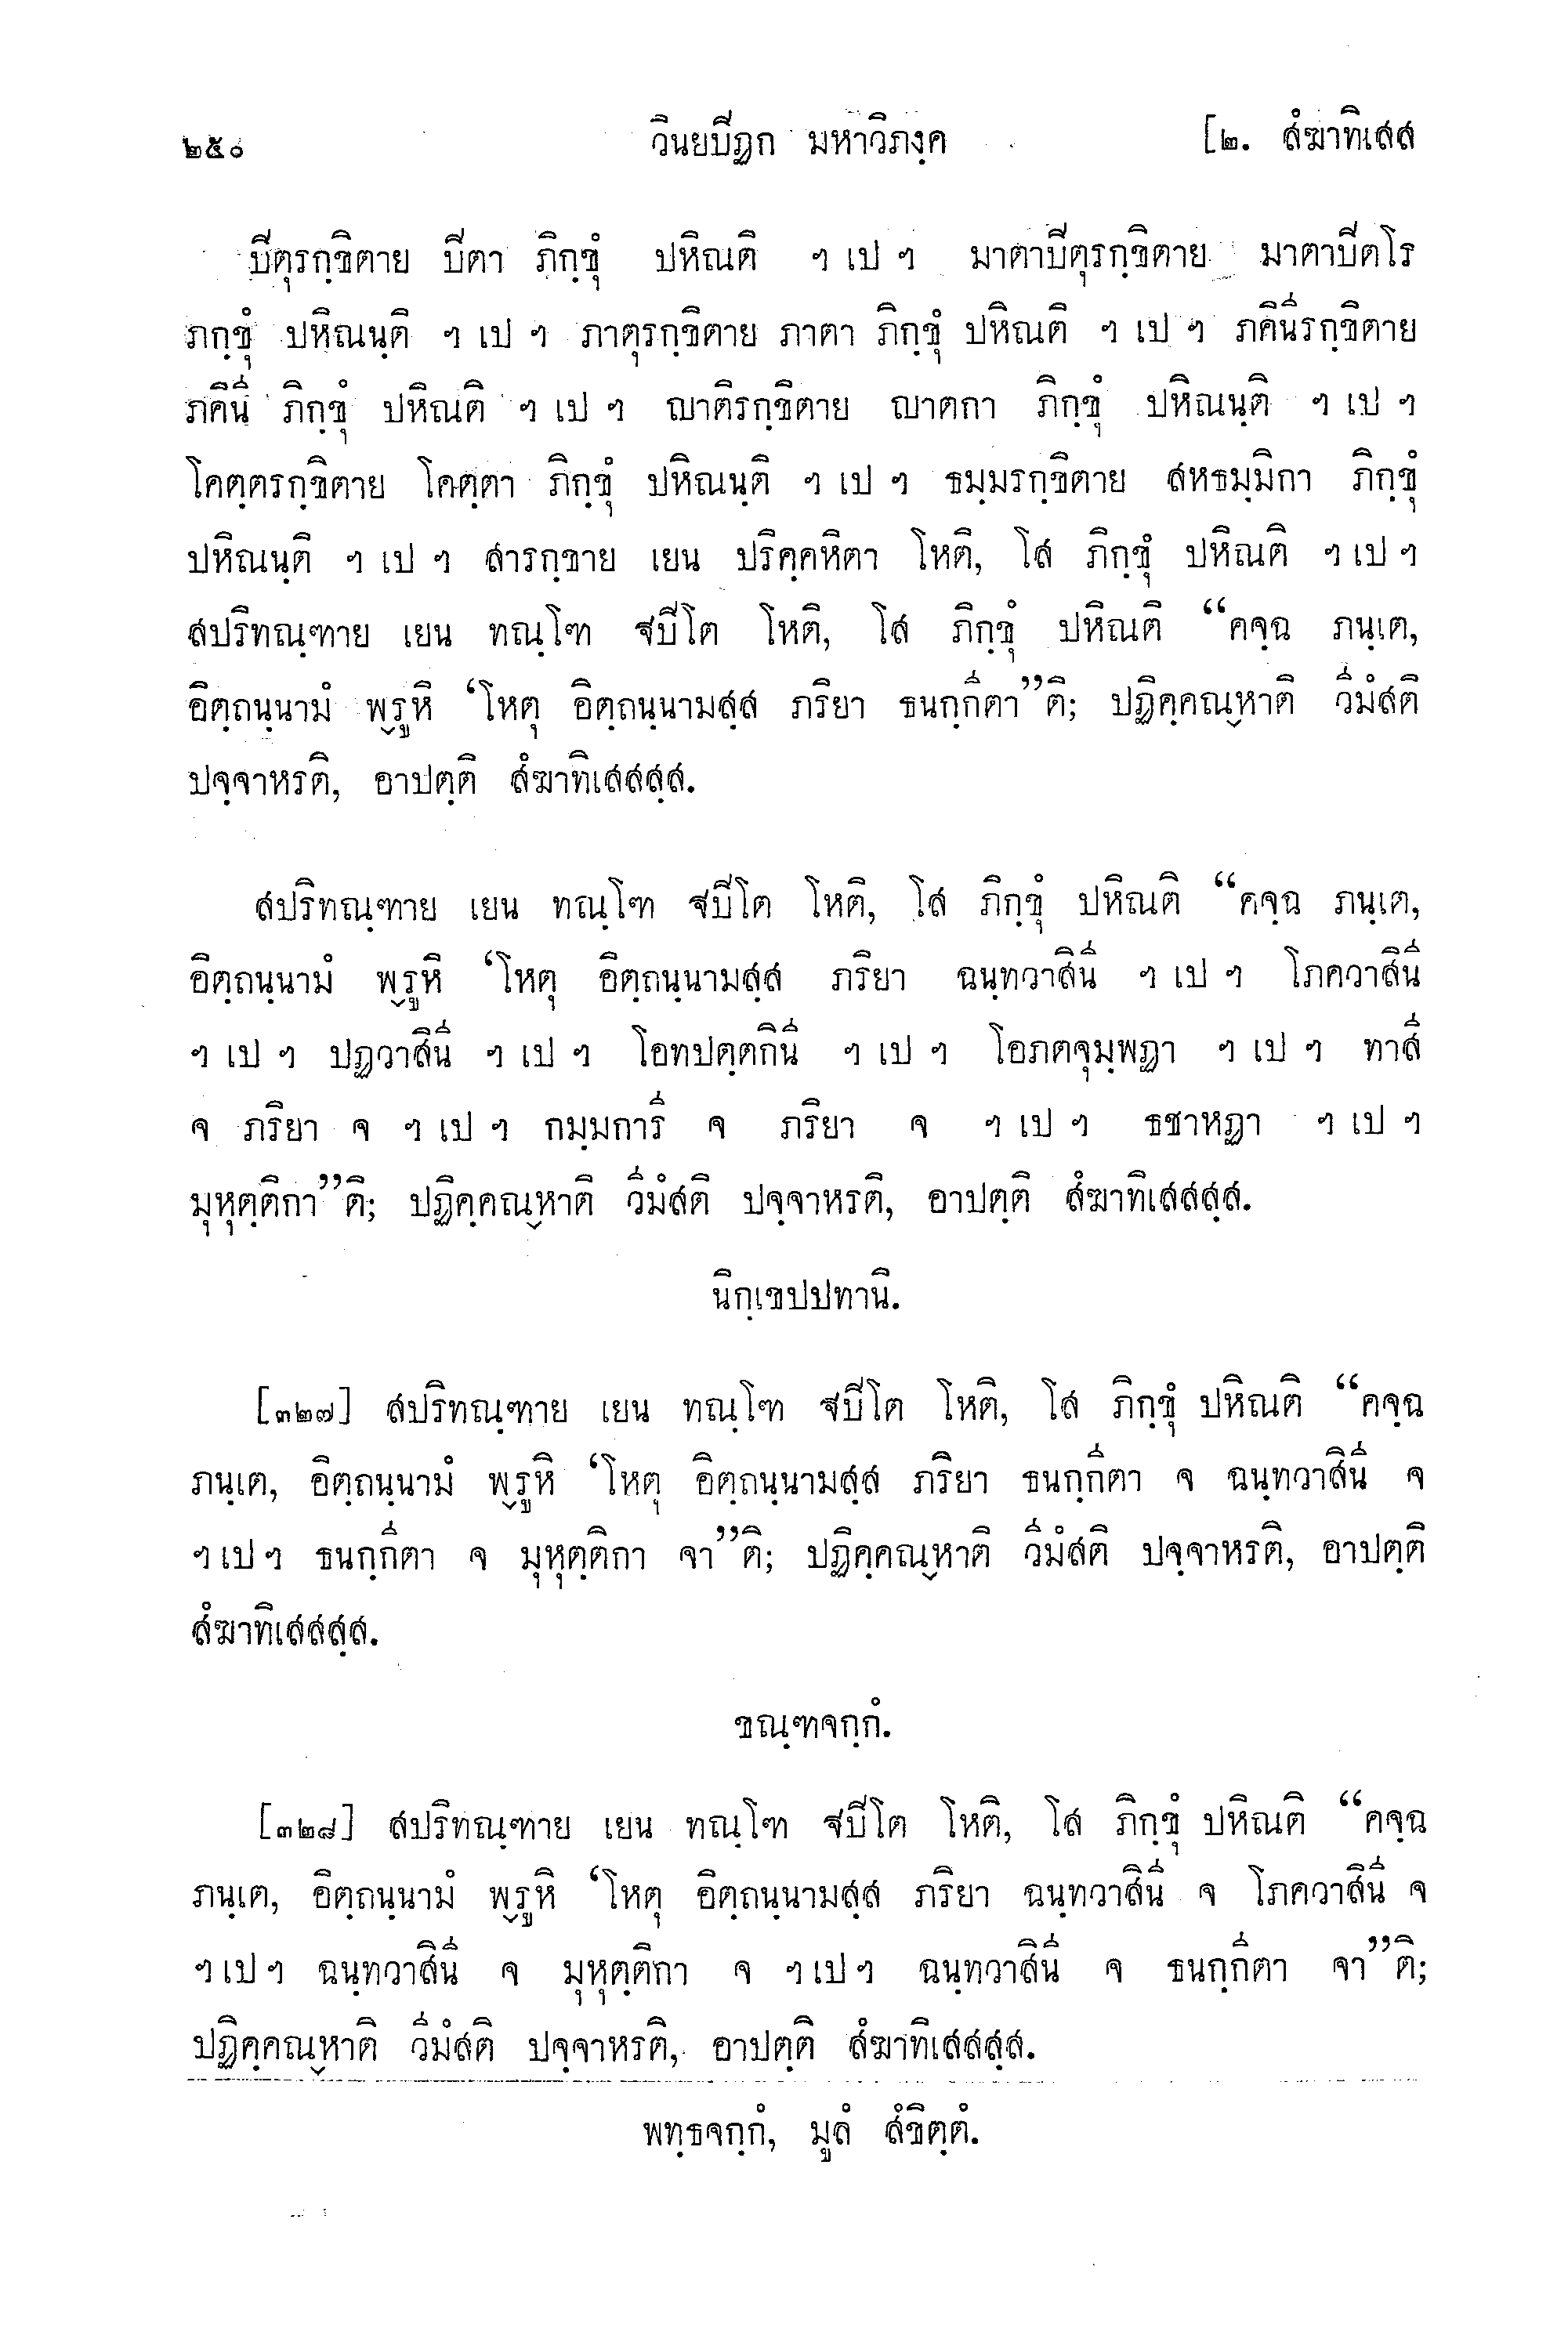 ๒๕๐ วินยปิฏก มหาวิภงฺค [๒. สํฆาทิเสส
ปิตุรกฺขิตาย ปิตา ภิกฺขุํ ปหิณติ ฯ เป ฯ มาตาปิตุรกฺขิตาย มาตาปิตโร
ภกฺขุํ ปหิณนฺติ ฯ เป ฯ ภาตุรกฺขิตาย ภาตา ภิกฺขุํ ปหิณติ ฯ เป ฯ ภคินีรกฺขิตาย
ภคินี ภิกฺขุํ ปหิณติ ฯ เป ฯ ญาติรกฺขิตาย ญาตกา ภิกฺขุํ ปหิณนฺติ ฯ เป ฯ
โคตฺตรกฺขิตาย โคตฺตา ภิกฺขุํ ปหิณนฺติ ฯ เป ฯ ธมฺมรกฺขิตาย สหธมฺมิกา ภิกฺขุํ
ปหิณนฺติ ฯ เป ฯ สารกฺขาย เยน ปริคฺคหิตา โหติ, โส ภิกฺขุํ ปหิณติ ฯ เป ฯ
สปริทณฺฑาย เยน ทณฺโฑ ฐปิโต โหติ, โส ภิกฺขุํ ปหิณติ “คจฺฉ ภนฺเต,
อิตฺถนฺนามํ พฺรูหิ ‘โหตุ อิตฺถนฺนามสฺส ภริยา ธนกฺกีตา”ติ; ปฏิคฺคณฺหาติ วีมํสติ
ปจฺจาหรติ, อาปตฺติ สํฆาทิเสสสฺส.
สปริทณฺฑาย เยน ทณฺโฑ ฐปิโต โหติ, โส ภิกฺขุํ ปหิณติ “คจฺฉ ภนฺเต,
อิตฺถนฺนามํ พฺรูหิ ‘โหตุ อิตฺถนฺนามสฺส ภริยา ฉนฺทวาสินี ฯ เป ฯ โภควาสินี
ฯ เป ฯ ปฏวาสินี ฯ เป ฯ โอทปตฺตกินี ฯ เป ฯ โอภตจุมฺพฏา ฯ เป ฯ ทาสี
จ ภริยา จ ฯ เป ฯ กมฺมการี จ ภริยา จ ฯ เป ฯ ธชาหฏา ฯ เป ฯ
มุหุตฺติกา”ติ; ปฏิคฺคณฺหาติ วีมํสติ ปจฺจาหรติ, อาปตฺติ สํฆาทิเสสสฺส.
นิกฺเขปปทานิ.
[๓๒๗] สปริทณฺฑาย เยน ทณฺโฑ ฐปิโต โหติ, โส ภิกฺขุํ ปหิณติ “คจฺฉ
ภนฺเต, อิตฺถนฺนามํ พฺรูหิ ‘โหตุ อิตฺถนฺนามสฺส ภริยา ธนกฺกีตา จ ฉนฺทวาสินี จ
ฯ เป ฯ ธนกฺกีตา จ มุหุตฺติกา จา”ติ; ปฏิคฺคณฺหาติ วีมํสติ ปจฺจาหรติ, อาปตฺติ
สํฆาทิเสสสฺส.
ขณฺฑจกฺกํ.
[๓๒๘] สปริทณฺฑาย เยน ทณฺโฑ ฐปิโต โหติ, โส ภิกฺขุํ ปหิณติ “คจฺฉ
ภนฺเต, อิตฺถนฺนามํ พฺรูหิ ‘โหตุ อิตฺถนฺนามสฺส ภริยา ฉนฺทวาสินี จ โภควาสินี จ
ฯ เป ฯ ฉนฺทวาสินี จ มุหุตฺติกา จ ฯ เป ฯ ฉนฺทวาสินี จ ธนกฺกีตา จา”ติ;
ปฏิคฺคณฺหาติ วีมํสติ ปจฺจาหรติ, อาปตฺติ สํฆาทิเสสสฺส.
พทฺธจกฺกํ, มูลํ สํขิตฺตํ.